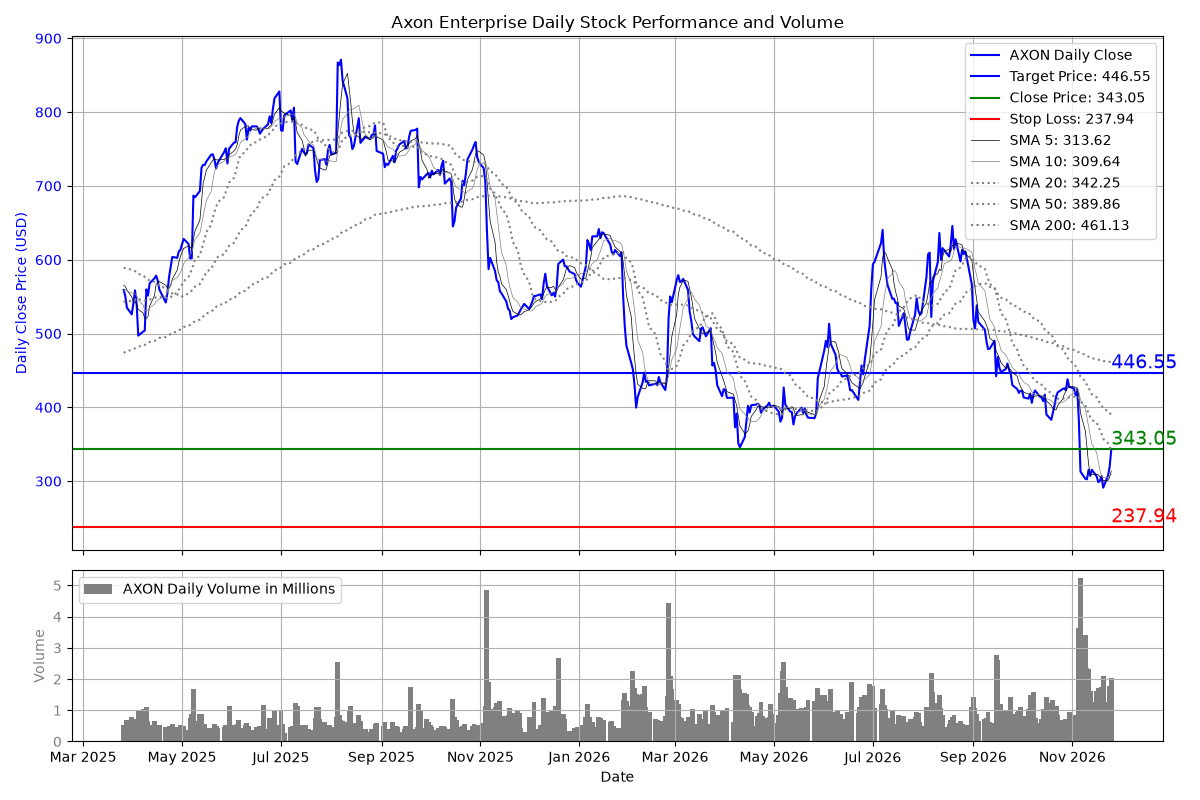 Axon Enterprise Daily Stock Performance and Volume
900
800
700
600
500
400
300
Daily Close Price (USD)
AXON Daily Close
Target Price: 446.55
Close Price: 343.05
Stop Loss: 237.94
SMA 5: 313.62
SMA 10: 309.64
SMA 20: 342.25
SMA 50: 389.86
SMA 200: 461.13
446.55
343.05
237.94
AXON Daily Volume in Millions
5
4
3
2
1
0
Volume
Mar 2025 May 2025 Jul 2025 Sep 2025 Nov 2025 Jan 2026 Mar 2026 May 2026 Jul 2026 Sep 2026 Nov 2026
Date